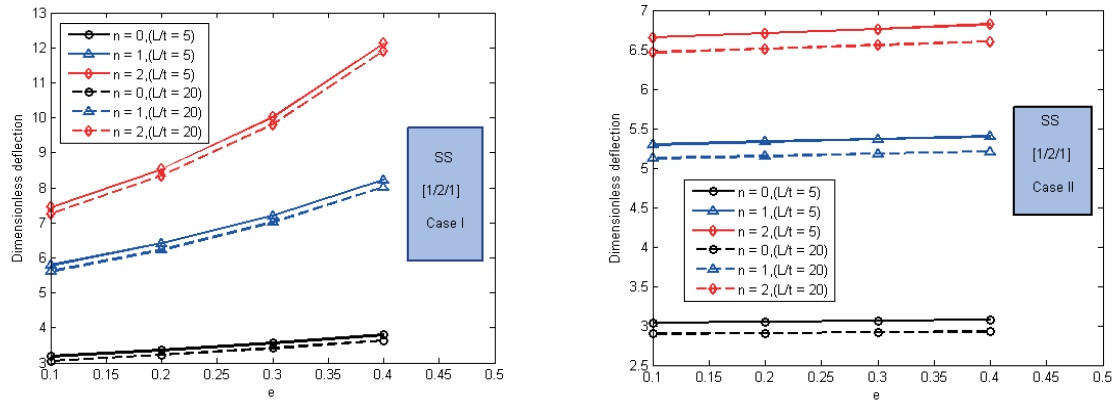 13
12
11
10
9
8
7
6
5
4
3
Dimensionless deflection
n = 0,(L/t = 5)
n = 1,(L/t = 5)
n = 2,(L/t = 5)
n = 0,(L/t = 20)
n = 1,(L/t = 20)
n = 2,(L/t = 20)
SS
[1/2/1]
Case I
0.1 0.15 0.2 0.25 0.3 0.35 0.4 0.45 0.5
e
7
6.5
6
5.5
5
4.5
4
3.5
3
2.5
Dimensionless deflection
SS
[1/2/1]
Case II
n = 0,(L/t = 5)
n = 1,(L/t = 5)
n = 2,(L/t = 5)
n = 0,(L/t = 20)
n = 1,(L/t = 20)
n = 2,(L/t = 20)
0.1 0.15 0.2 0.25 0.3 0.35 0.4 0.45 0.5
e